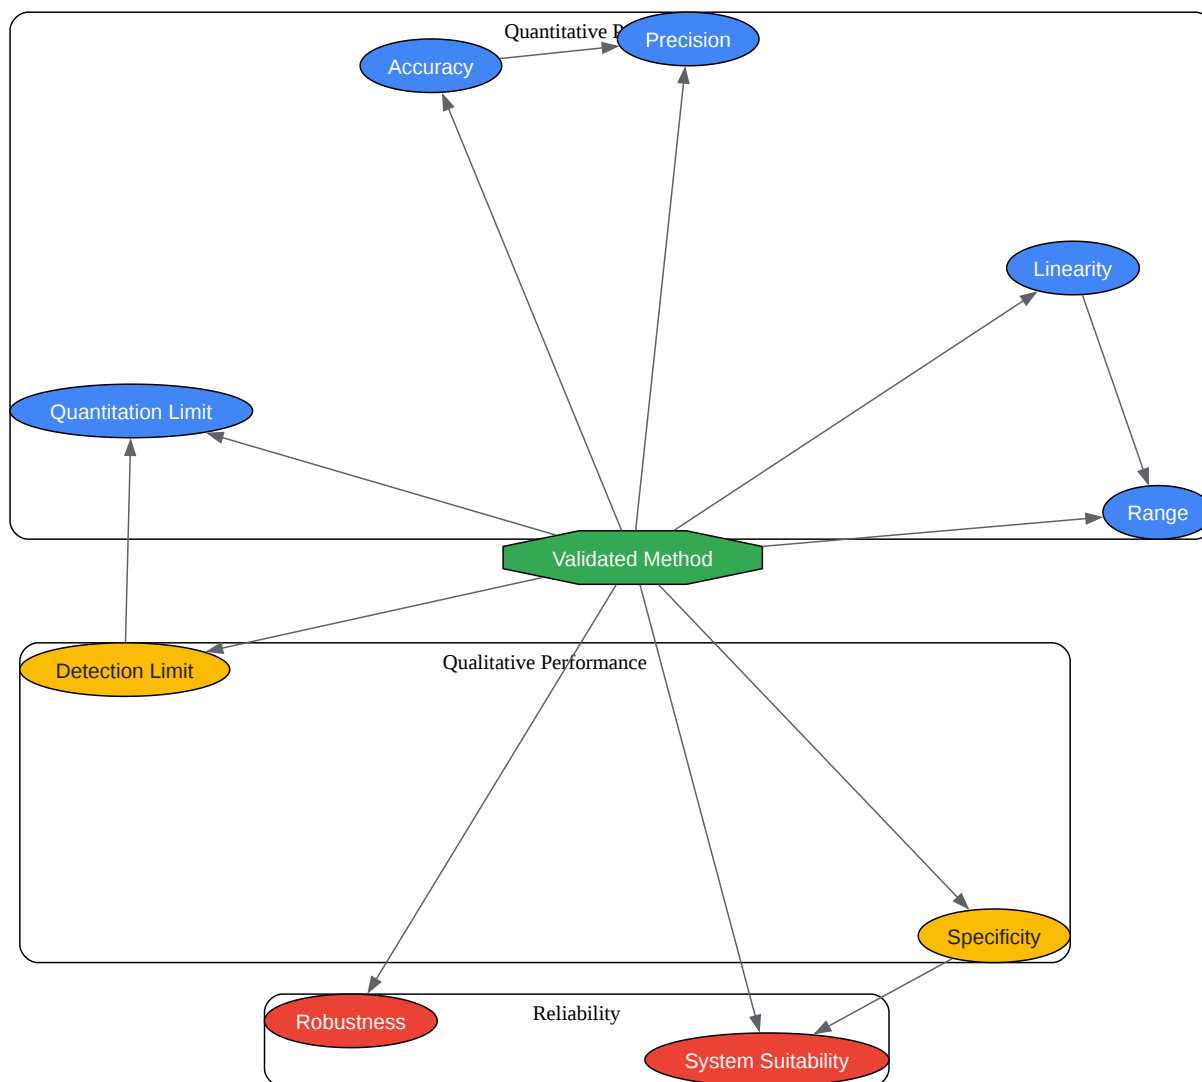 Quantitative
Precision
Accuracy
Linearity
Quantitation Limit
Range
Validated Method
Qualitative Performance
Detection Limit
Specificity
Reliability
Robustness
System Suitability